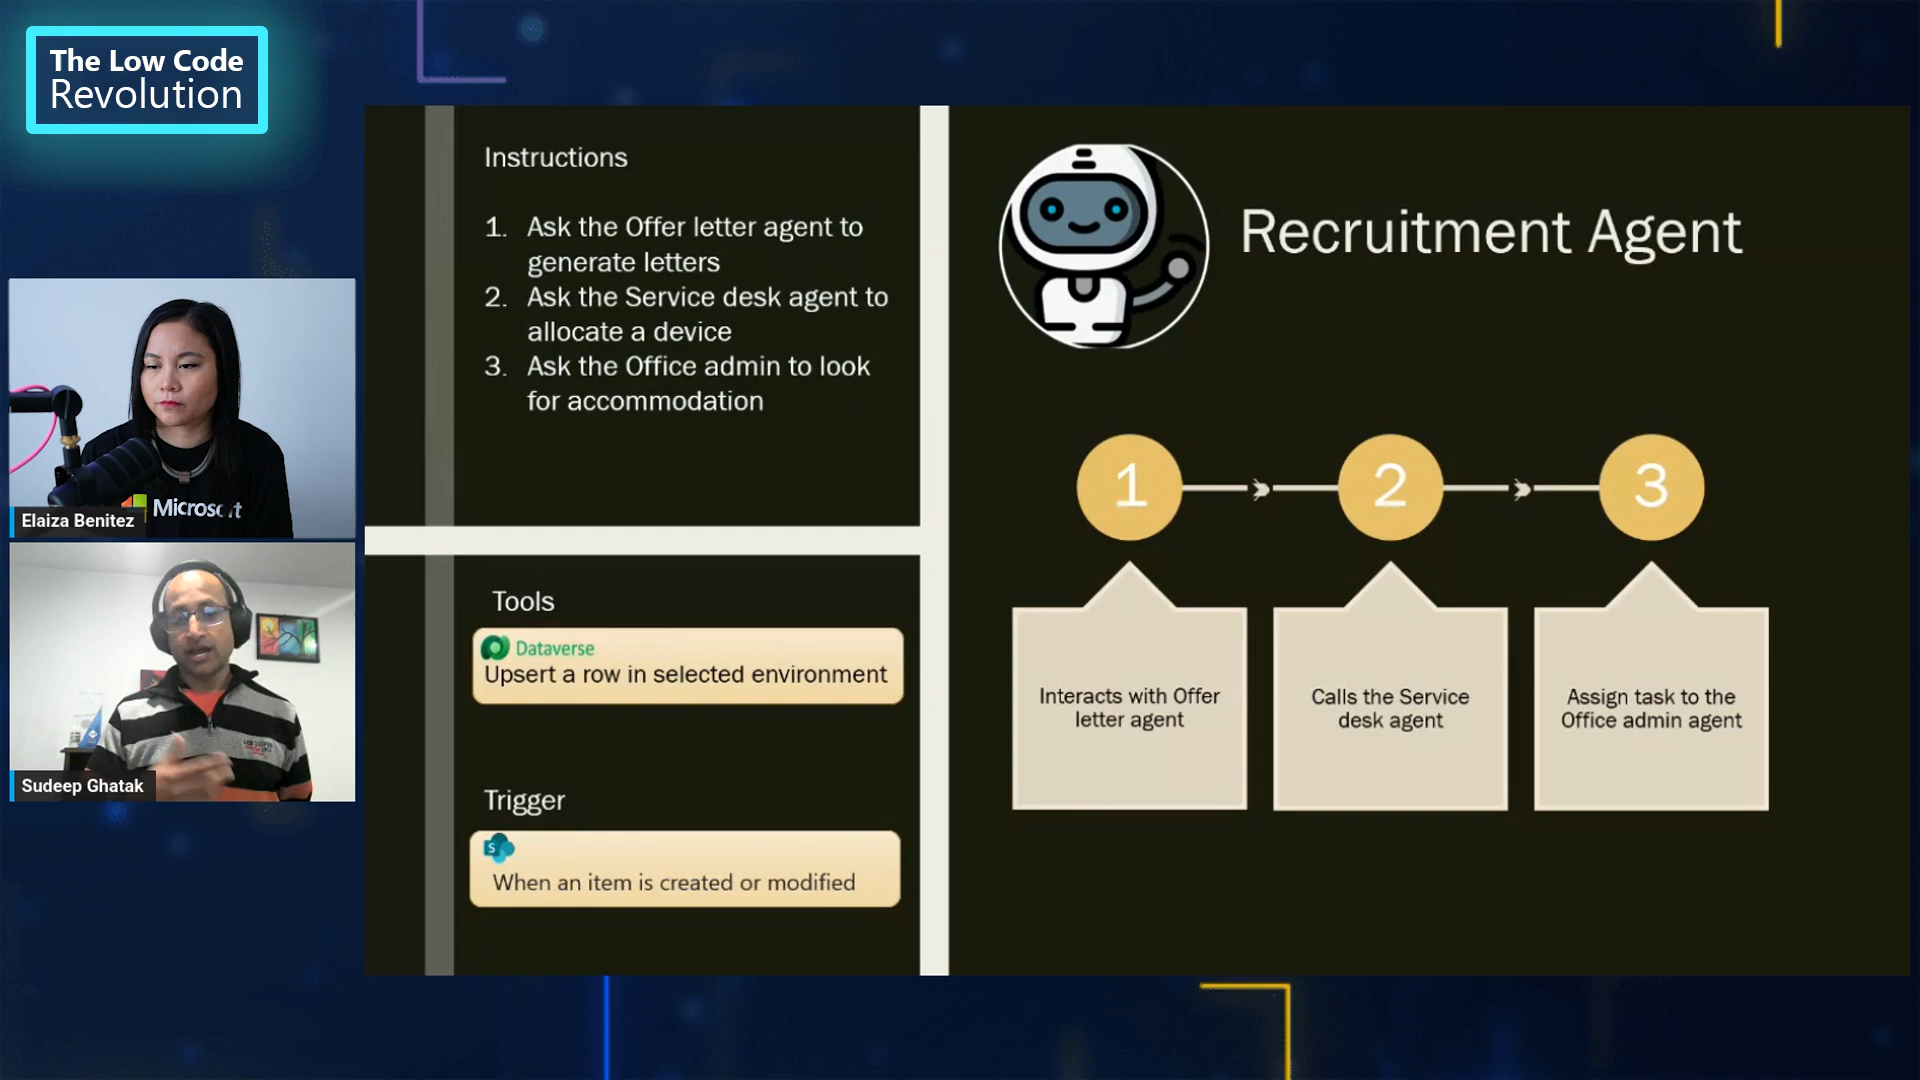 The Low Code
Revolution
Instructions
1. Ask the Offer letter agent to
generate letters
2. Ask the Service desk agent to
allocate a device
3. Ask the Office admin to look
for accommodation
Tools
Dataverse
Upsert a row in selected environment
Trigger
S
When an item is created or modified
Recruitment Agent
1
2
3
Interacts with Offer
letter agent
Calls the Service
desk agent
Assign task to the
Office admin agent
Microsoft
Elaiza Benitez
Sudeep Ghatak